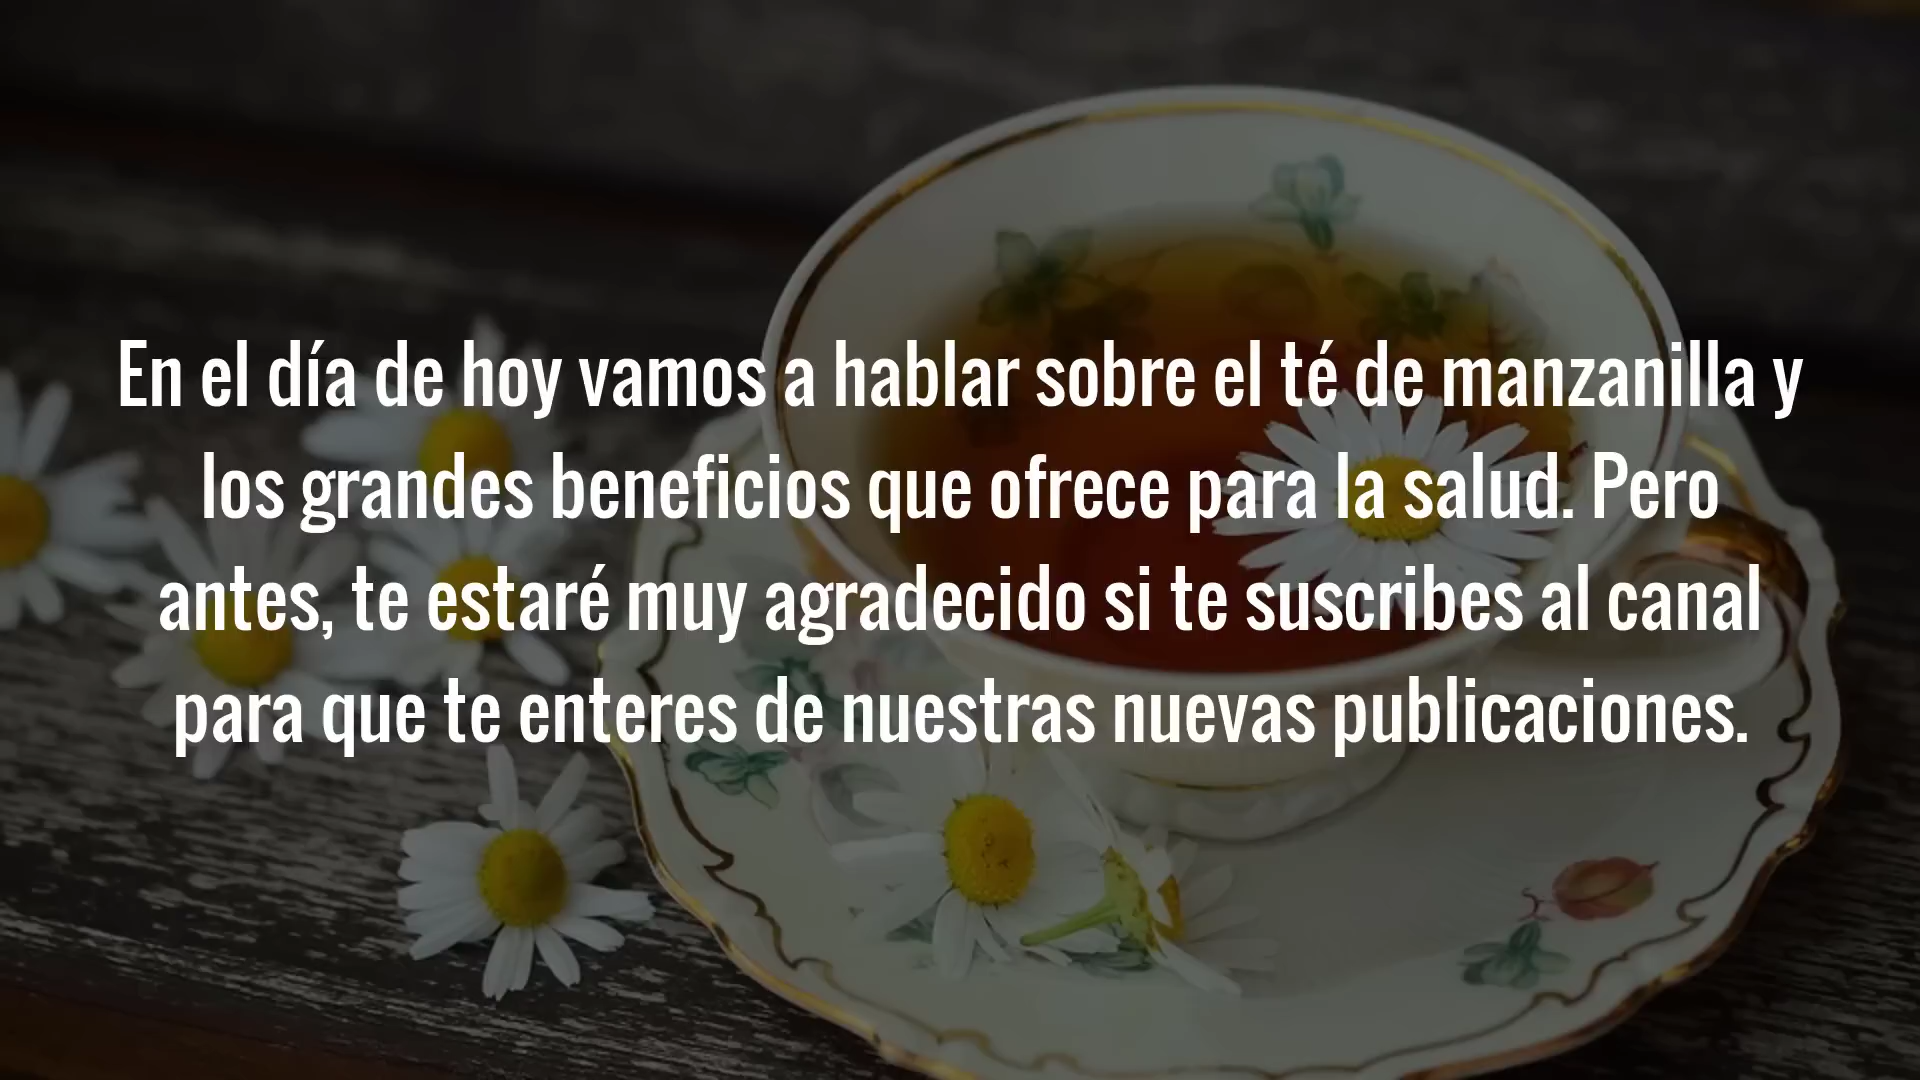 En el día de hoy vamos a hablar sobre el té de manzanilla y
los grandes beneficios que ofrece para la salud. Pero
antes, te estaré muy agradecido si te suscribes al canal
para que te enteres de nuestras nuevas publicaciones.